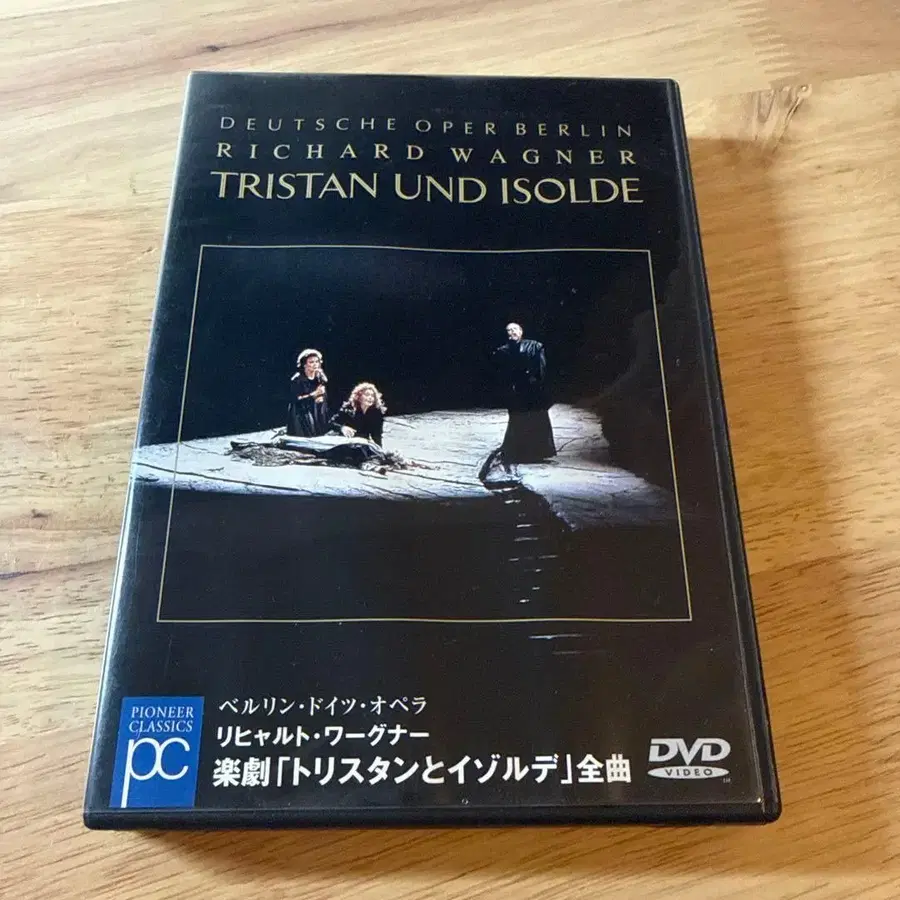 DEUTSCHE OPER BERLIN
RICHARD WAGNER
TRISTAN UND ISOLDE
PIONEER
CLASSICS
pc
ベルリン・ドイツ・オペラ
リヒャルト・ワーグナー
楽劇「トリスタンとイゾルデ」全曲
DVD
VIDEO
TM